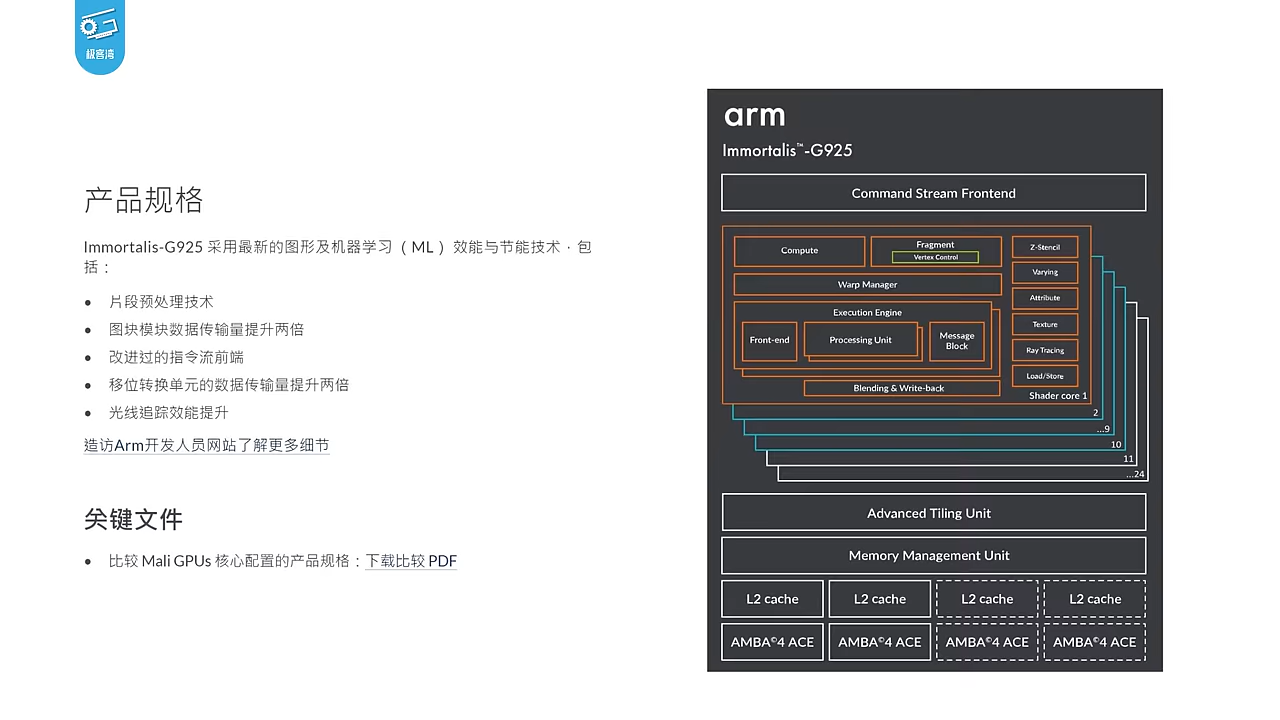 极客湾
产品规格
Immortalis-G925 采用最新的图形及机器学习（ML）效能与节能技术，包
括：
• 片段预处理技术
• 图块模块数据传输量提升两倍
• 改进过的指令流前端
• 移位转换单元的数据传输量提升两倍
• 光线追踪效能提升
造访Arm开发人员网站了解更多细节
关键文件
• 比较 Mali GPUs 核心配置的产品规格：下载比较 PDF
arm
Immortalis™-G925
Command Stream Frontend
Compute
Fragment
Vertex Control
Z-Stencil
Varying
Warp Manager
Attribute
Execution Engine
Texture
Front-end
Processing Unit
Message
Block
Ray Tracing
Load/Store
Blending & Write-back
Shader core 1
2
...9
10
11
...24
Advanced Tiling Unit
Memory Management Unit
L2 cache
L2 cache
L2 cache
L2 cache
AMBA©4 ACE
AMBA©4 ACE
AMBA©4 ACE
AMBA©4 ACE